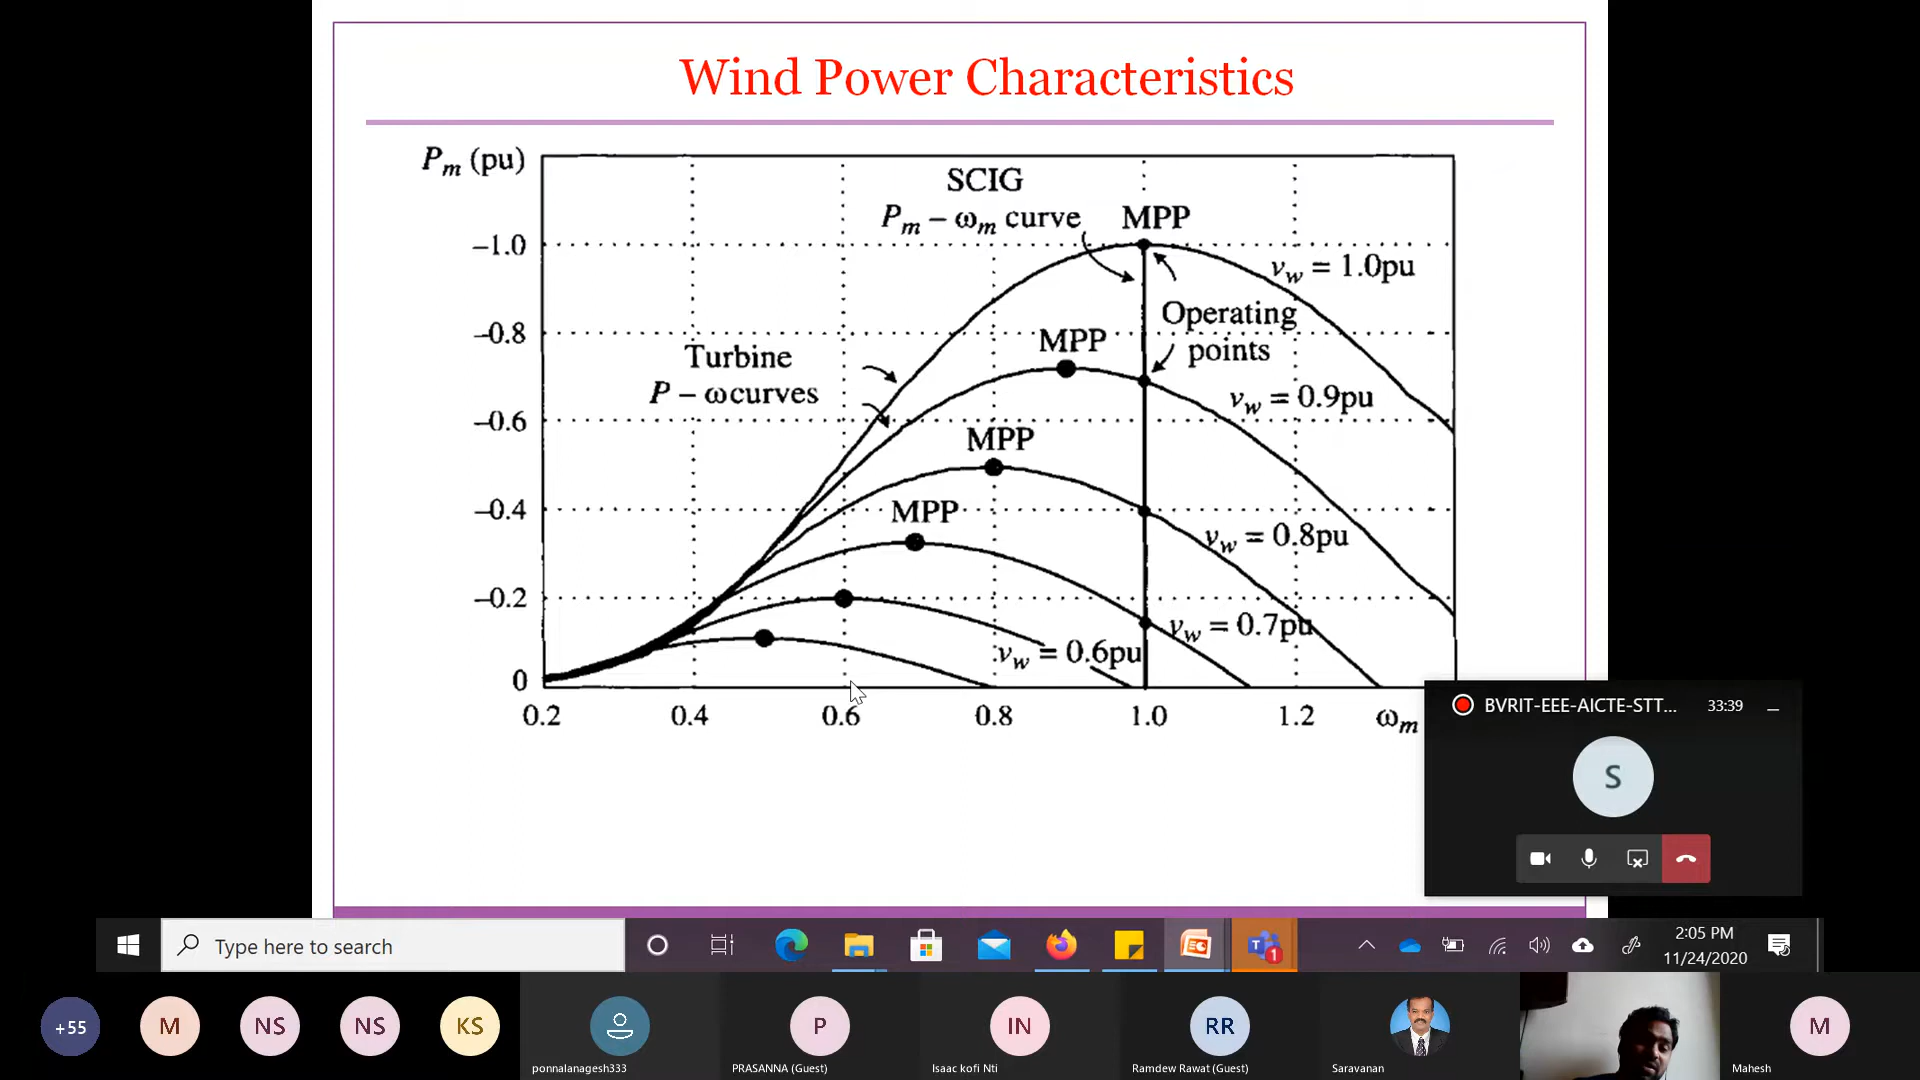 Wind Power Characteristics
Pm (pu)
SCIG
Pm – ωm curve
MPP
–1.0
vw = 1.0pu
Operating
points
–0.8
MPP
Turbine
P – ωcurves
vw = 0.9pu
–0.6
MPP
–0.4
MPP
vw = 0.8pu
–0.2
vw = 0.7pu
vw = 0.6pu
0
0.2
0.4
0.6
0.8
1.0
1.2
ωm
BVRIT-EEE-AICTE-STT...
33:39
S
Type here to search
1
2:05 PM
11/24/2020
+55
M
NS
NS
KS
P
IN
RR
M
ponnalanagesh333
PRASANNA (Guest)
Isaac kofi Nti
Ramdew Rawat (Guest)
Saravanan
Mahesh